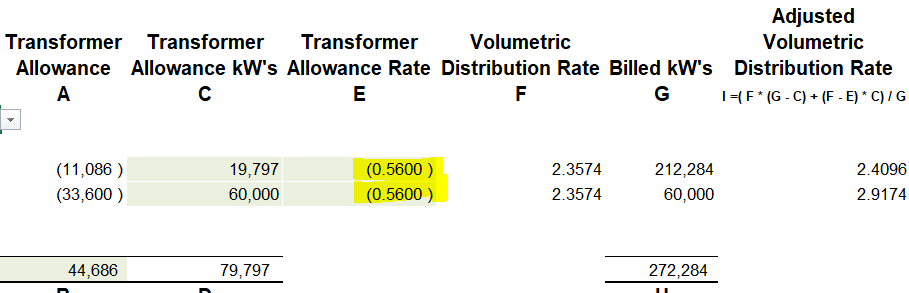 Adjusted
Transformer Transformer Transformer Volumetric Volumetric
Allowance Allowance kW's Allowance Rate Distribution Rate Billed kW's Distribution Rate
A C E F G I =( F * (G - C) + (F - E) * C) / G
(11,086 ) 19,797 (0.5600 ) 2.3574 212,284 2.4096
(33,600 ) 60,000 (0.5600 ) 2.3574 60,000 2.9174
44,686 79,797 272,284